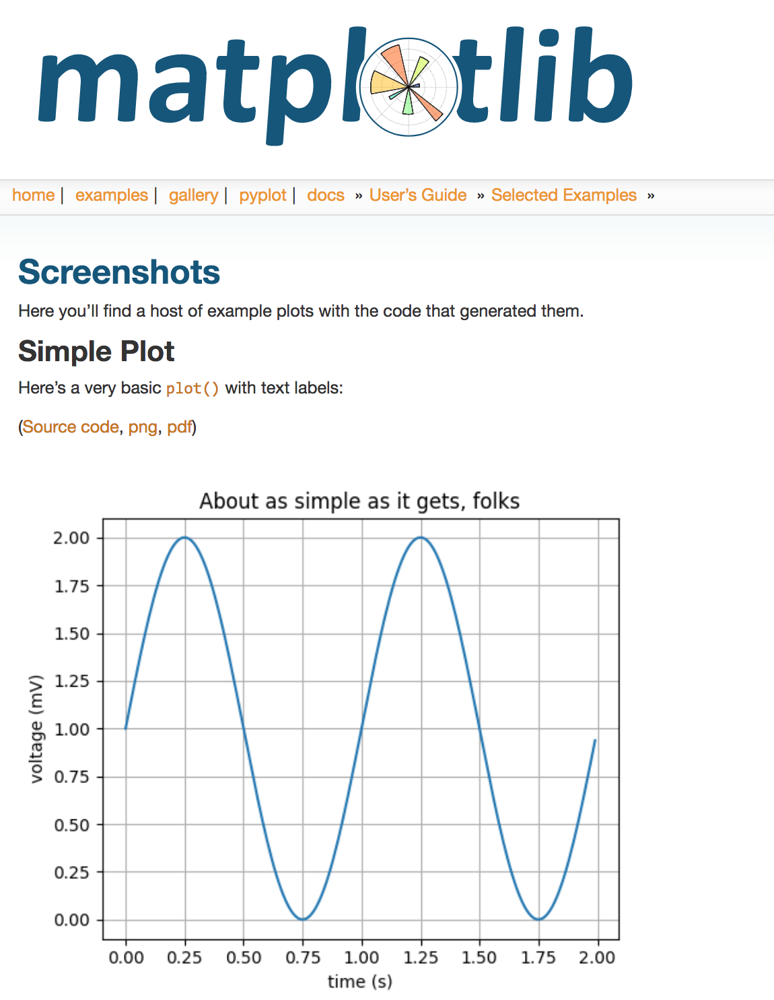 matplotlib
home | examples | gallery | pyplot | docs » User’s Guide » Selected Examples »
Screenshots
Here you’ll find a host of example plots with the code that generated them.
Simple Plot
Here’s a very basic plot() with text labels:
(Source code, png, pdf)
About as simple as it gets, folks
2.00
1.75
1.50
1.25
1.00
0.75
0.50
0.25
0.00
voltage (mV)
0.00 0.25 0.50 0.75 1.00 1.25 1.50 1.75 2.00
time (s)